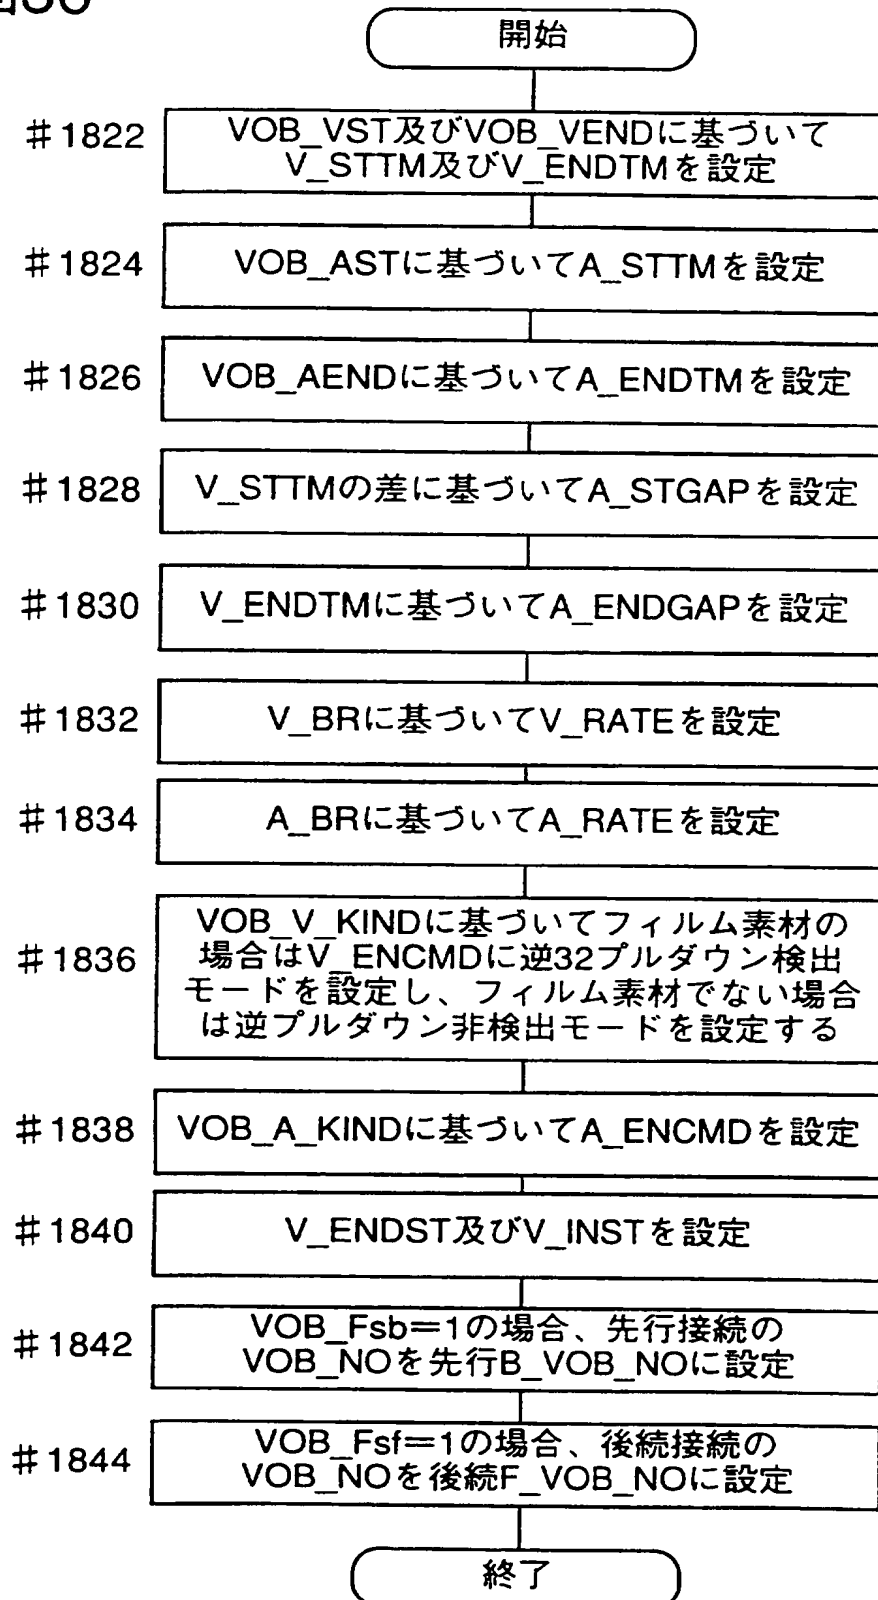 図36
開始
#1822
VOB_VST及びVOB_VENDに基づいて
V_STTM及びV_ENDTMを設定
#1824
VOB_ASTに基づいてA_STTMを設定
#1826
VOB_AENDに基づいてA_ENDTMを設定
#1828
V_STTMの差に基づいてA_STGAPを設定
#1830
V_ENDTMに基づいてA_ENDGAPを設定
#1832
V_BRに基づいてV_RATEを設定
#1834
A_BRに基づいてA_RATEを設定
#1836
VOB_V_KINDに基づいてフィルム素材の
場合はV_ENCMDに逆32プルダウン検出
モードを設定し、フィルム素材でない場合
は逆プルダウン非検出モードを設定する
#1838
VOB_A_KINDに基づいてA_ENCMDを設定
#1840
V_ENDST及びV_INSTを設定
#1842
VOB_Fsb=1の場合、先行接続の
VOB_NOを先行B_VOB_NOに設定
#1844
VOB_Fsf=1の場合、後続接続の
VOB_NOを後続F_VOB_NOに設定
終了